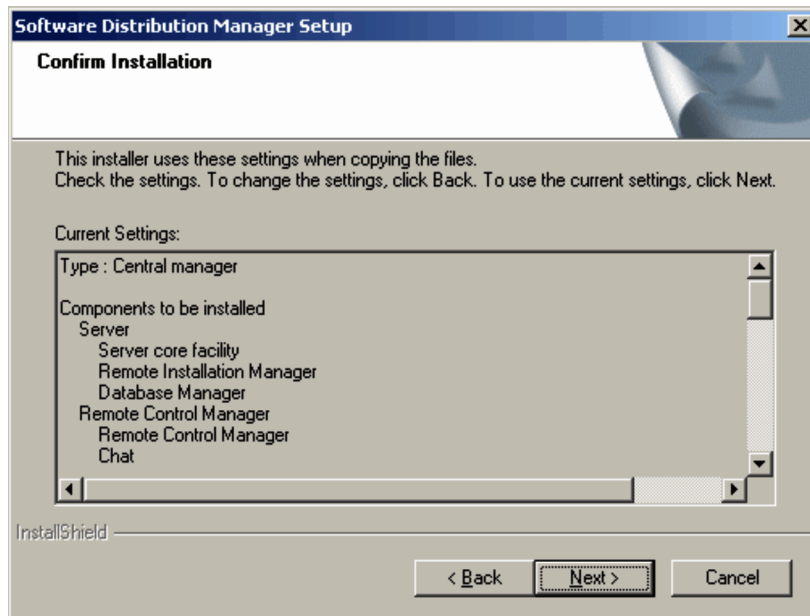 Software Distribution Manager Setup
Confirm Installation
This installer uses these settings when copying the files.
Check the settings. To change the settings, click Back. To use the current settings, click Next.
Current Settings:
Type : Central manager
Components to be installed
Server
Server core facility
Remote Installation Manager
Database Manager
Remote Control Manager
Remote Control Manager
Chat
InstallShield
< Back
Next >
Cancel